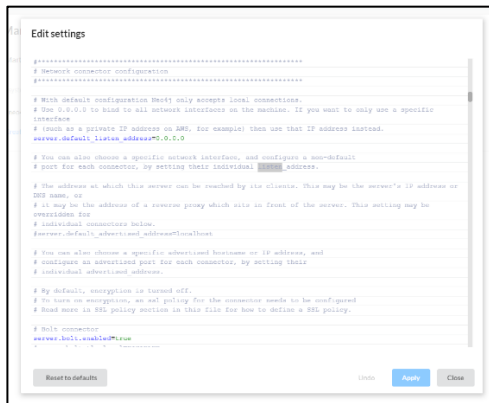 Ma
Edit settings
#*****************************************************************
# Network connector configuration
#*****************************************************************
# With default configuration Neo4j only accepts local connections.
# Use 0.0.0.0 to bind to all network interfaces on the machine. If you want to only use a specific
interface
# (such as a private IP address on AWS, for example) then use that IP address instead.
server.default_listen_address=0.0.0.0
# You can also choose a specific network interface, and configure a non-default
# port for each connector, by setting their individual listen_address.
# The address at which this server can be reached by its clients. This may be the server's IP address or
DNS name, or
# it may be the address of a reverse proxy which sits in front of the server. This setting may be
overridden for
# individual connectors below.
#server.default_advertised_address=localhost
# You can also choose a specific advertised hostname or IP address, and
# configure an advertised port for each connector, by setting their
# individual advertised_address.
# By default, encryption is turned off.
# To turn on encryption, an ssl policy for the connector needs to be configured
# Read more in SSL policy section in this file for how to define a SSL policy.
# Bolt connector
server.bolt.enabled=true
Reset to defaults
Undo
Apply
Close